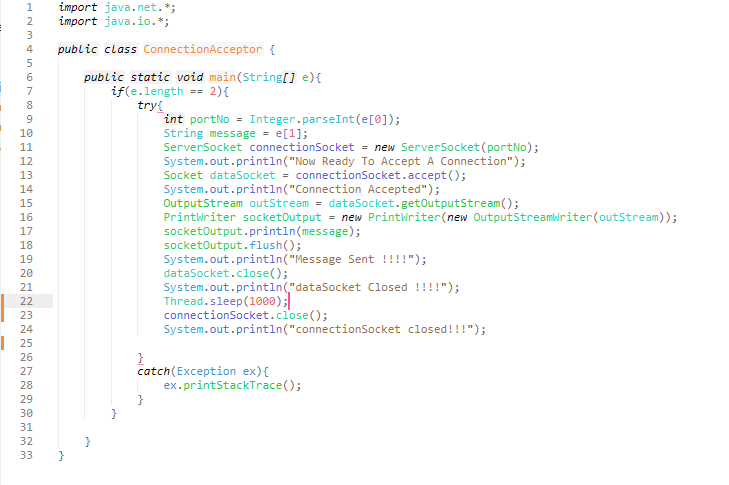 1 import java.net.*;
2 import java.io.*;
3
4 public class ConnectionAcceptor {
5
6 public static void main(String[] e){
7 if(e.length == 2){
8 try{
9 int portNo = Integer.parseInt(e[0]);
10 String message = e[1];
11 ServerSocket connectionSocket = new ServerSocket(portNo);
12 System.out.println("Now Ready To Accept A Connection");
13 Socket dataSocket = connectionSocket.accept();
14 System.out.println("Connection Accepted");
15 OutputStream outStream = dataSocket.getOutputStream();
16 PrintWriter socketOutput = new PrintWriter(new OutputStreamWriter(outStream));
17 socketOutput.println(message);
18 socketOutput.flush();
19 System.out.println("Message Sent !!!!");
20 dataSocket.close();
21 System.out.println("dataSocket Closed !!!!");
22 Thread.sleep(1000);
23 connectionSocket.close();
24 System.out.println("connectionSocket closed!!!");
25
26 }
27 catch(Exception ex){
28 ex.printStackTrace();
29 }
30 }
31
32 }
33 }